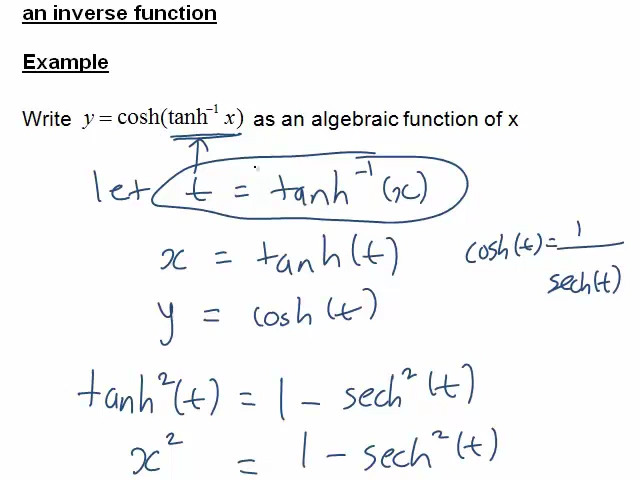 an inverse function
Example
Write y = cosh(tanh⁻¹ x) as an algebraic function of x
let t = tanh⁻¹(x)
x = tanh(t)
cosh(t) = 1/sech(t)
y = cosh(t)
tanh²(t) = 1 - sech²(t)
x² = 1 - sech²(t)